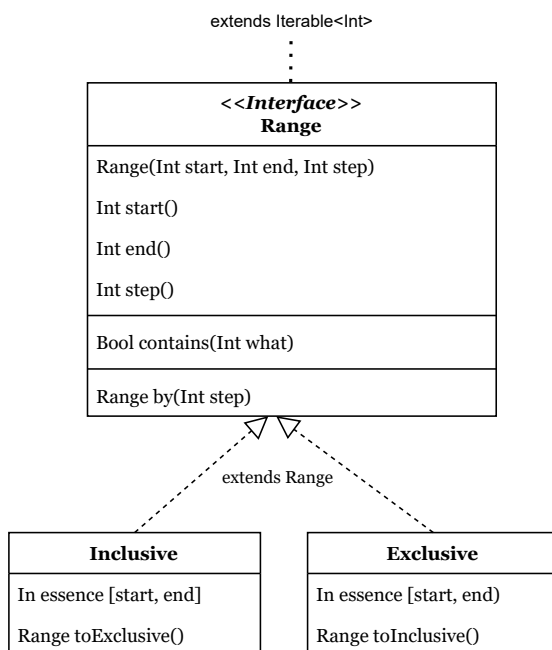 extends Iterable<Int>
<<Interface>>
Range
Range(Int start, Int end, Int step)
Int start()
Int end()
Int step()
Bool contains(Int what)
Range by(Int step)
extends Range
Inclusive
In essence [start, end]
Range toExclusive()
Exclusive
In essence [start, end)
Range toInclusive()